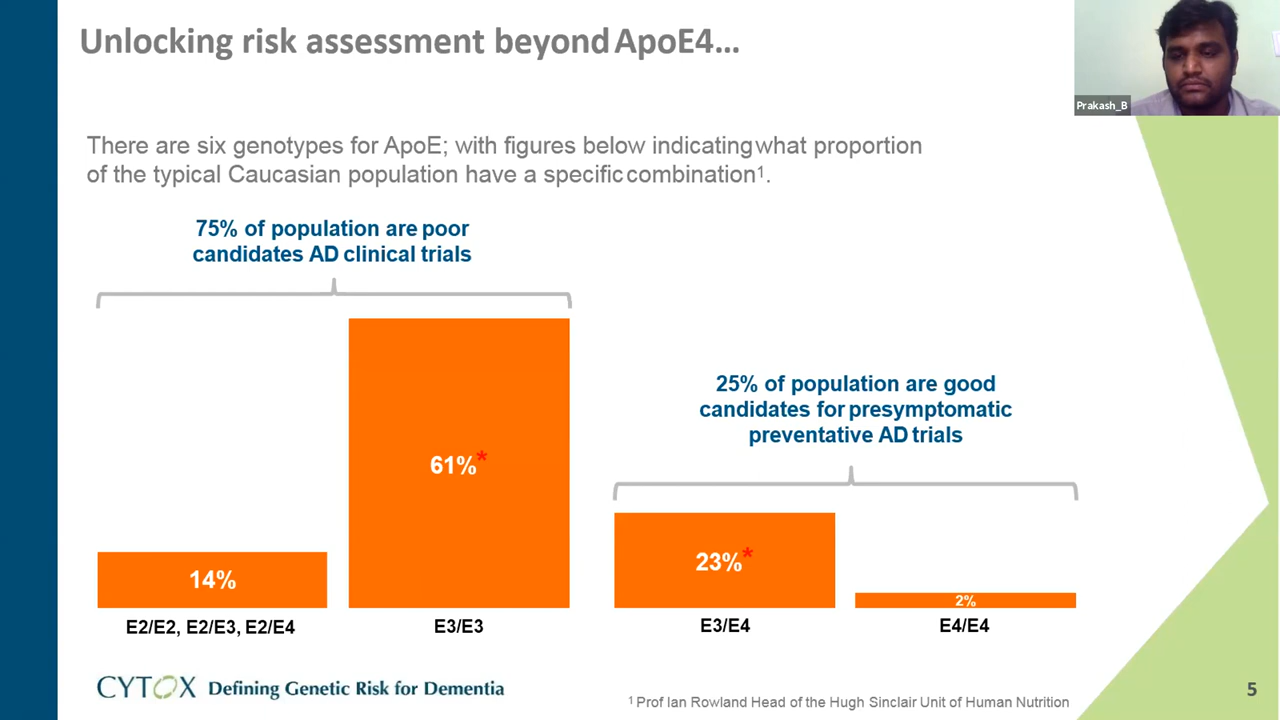 Unlocking risk assessment beyond ApoE4...
Prakash_B
There are six genotypes for ApoE; with figures below indicating what proportion
of the typical Caucasian population have a specific combination¹.
75% of population are poor
candidates AD clinical trials
25% of population are good
candidates for presymptomatic
preventative AD trials
61%*
23%*
14%
2%
E2/E2, E2/E3, E2/E4
E3/E3
E3/E4
E4/E4
CYTOX Defining Genetic Risk for Dementia
¹ Prof Ian Rowland Head of the Hugh Sinclair Unit of Human Nutrition
5